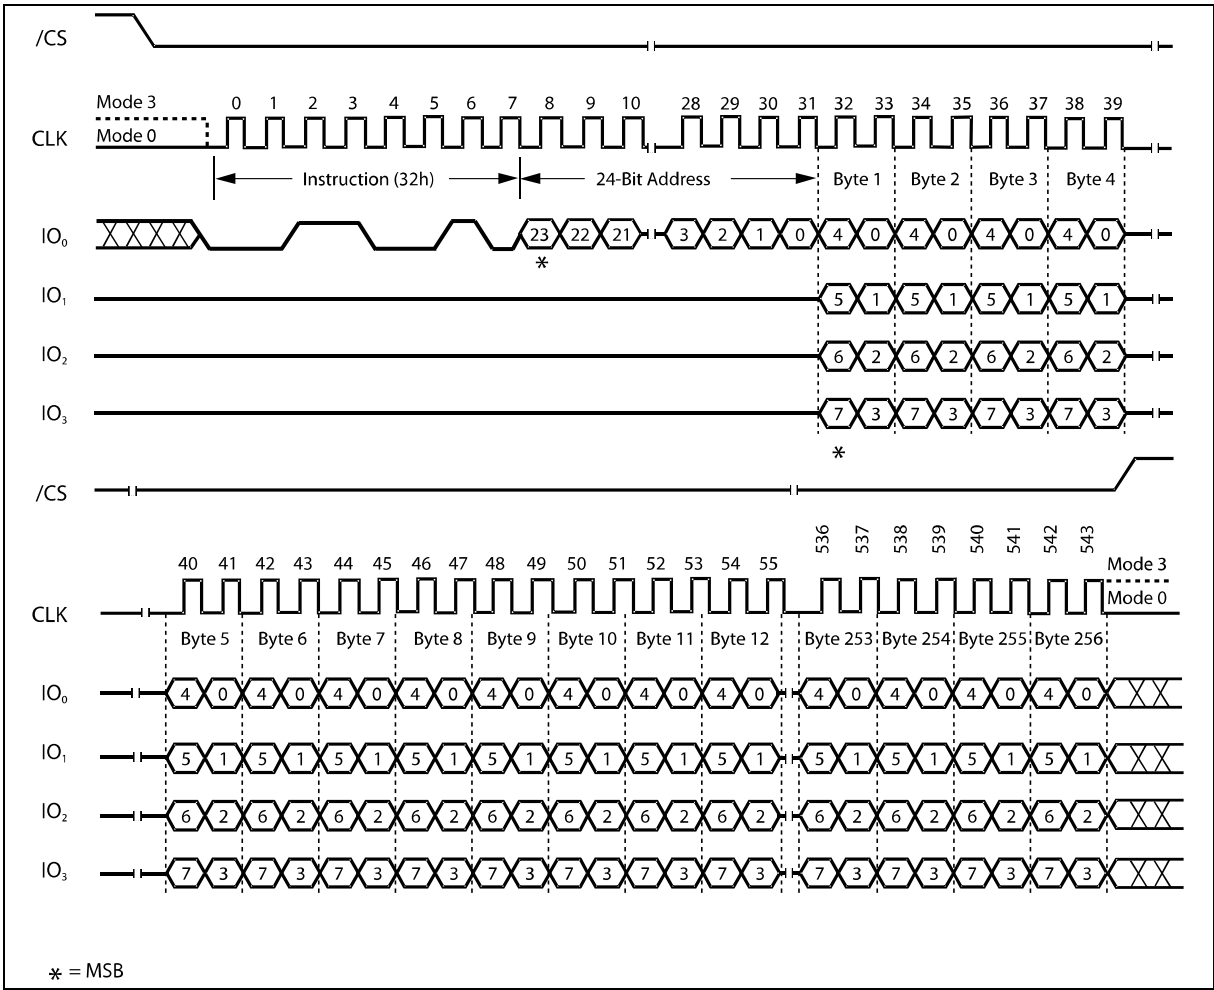 /CS
Mode 3 0 1 2 3 4 5 6 7 8 9 10 28 29 30 31 32 33 34 35 36 37 38 39
CLK Mode 0
Instruction (32h) 24-Bit Address Byte 1 Byte 2 Byte 3 Byte 4
IO0 23 22 21 3 2 1 0 4 0 4 0 4 0 4 0
*
IO1 5 1 5 1 5 1 5 1
IO2 6 2 6 2 6 2 6 2
IO3 7 3 7 3 7 3 7 3
*
/CS
40 41 42 43 44 45 46 47 48 49 50 51 52 53 54 55 536 537 538 539 540 541 542 543 Mode 3
CLK Mode 0
Byte 5 Byte 6 Byte 7 Byte 8 Byte 9 Byte 10 Byte 11 Byte 12 Byte 253 Byte 254 Byte 255 Byte 256
IO0 4 0 4 0 4 0 4 0 4 0 4 0 4 0 4 0 4 0 4 0 4 0 4 0
IO1 5 1 5 1 5 1 5 1 5 1 5 1 5 1 5 1 5 1 5 1 5 1 5 1
IO2 6 2 6 2 6 2 6 2 6 2 6 2 6 2 6 2 6 2 6 2 6 2 6 2
IO3 7 3 7 3 7 3 7 3 7 3 7 3 7 3 7 3 7 3 7 3 7 3 7 3
* = MSB